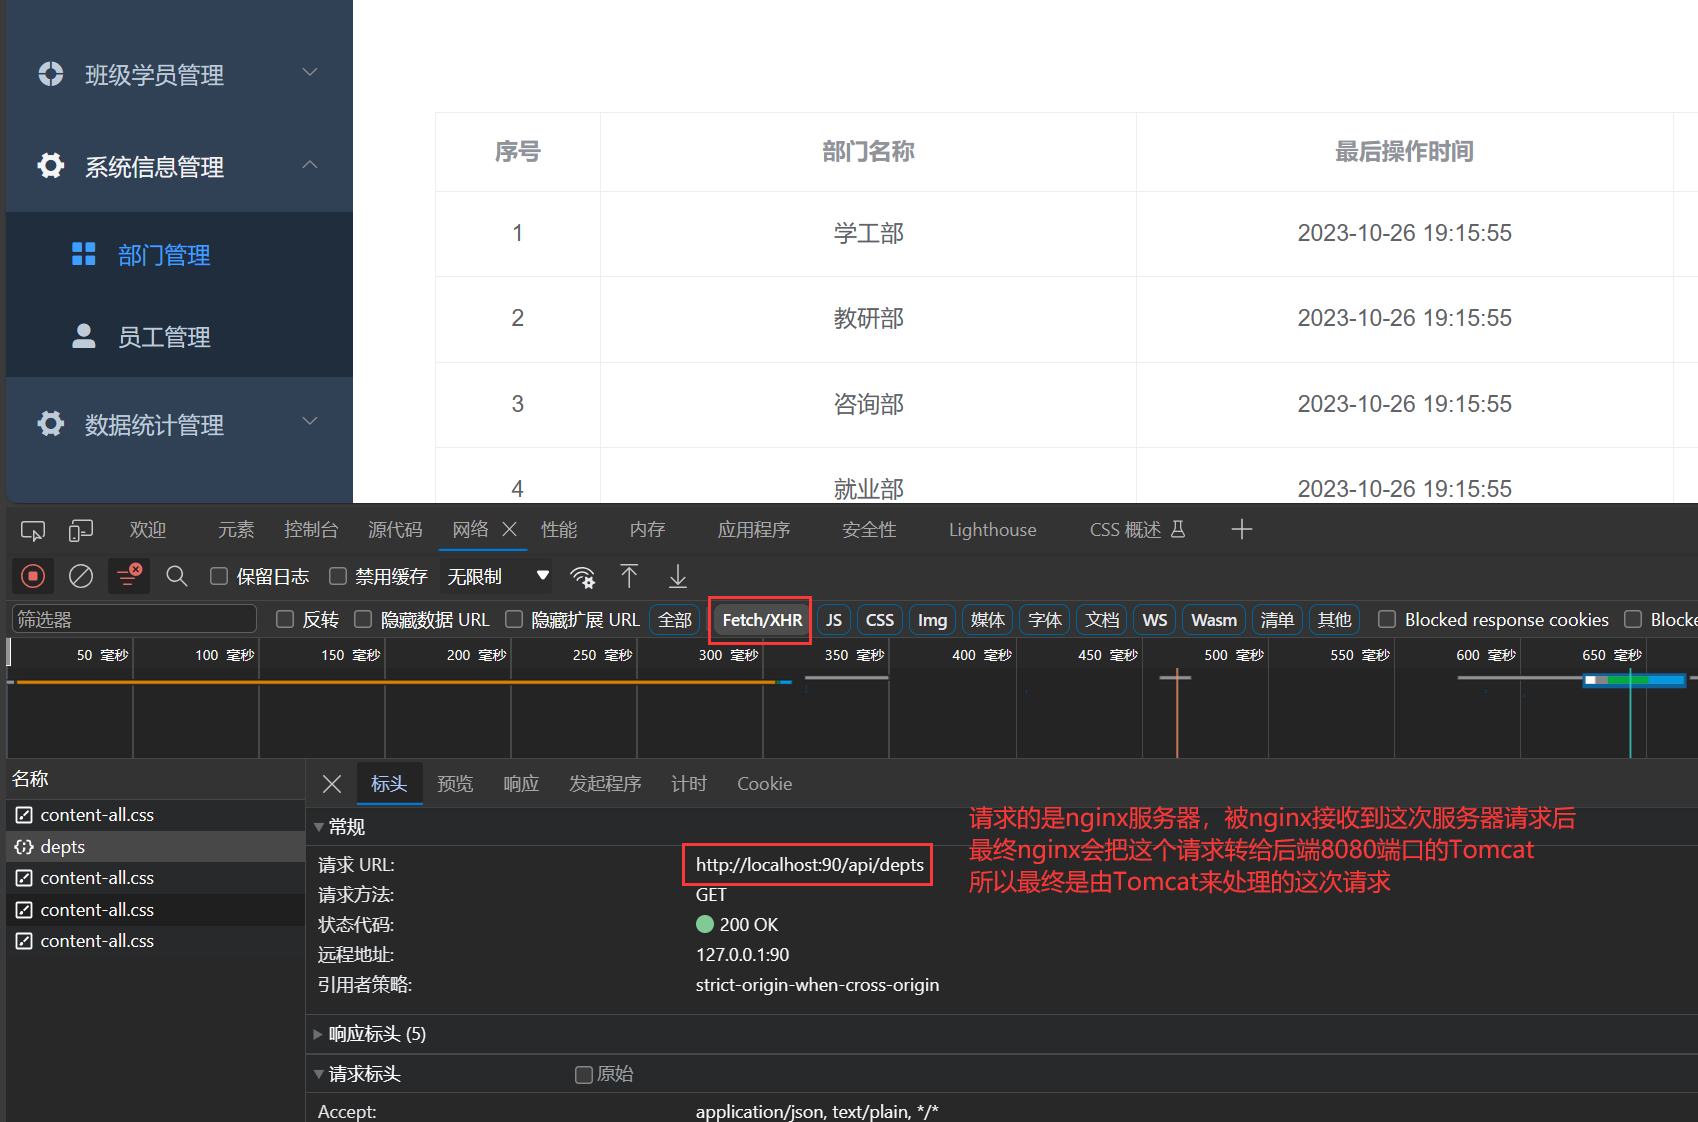 班级学员管理
系统信息管理
部门管理
员工管理
数据统计管理
序号 部门名称 最后操作时间
1 学工部 2023-10-26 19:15:55
2 教研部 2023-10-26 19:15:55
3 咨询部 2023-10-26 19:15:55
4 就业部 2023-10-26 19:15:55
欢迎 元素 控制台 源代码 网络 性能 内存 应用程序 安全性 Lighthouse CSS 概述
保留日志 禁用缓存 无限制
筛选器 反转 隐藏数据 URL 隐藏扩展 URL 全部 Fetch/XHR JS CSS Img 媒体 字体 文档 WS Wasm 清单 其他 Blocked response cookies Blocke
50 毫秒 100 毫秒 150 毫秒 200 毫秒 250 毫秒 300 毫秒 350 毫秒 400 毫秒 450 毫秒 500 毫秒 550 毫秒 600 毫秒 650 毫秒
名称
content-all.css
depts
content-all.css
content-all.css
content-all.css
标头 预览 响应 发起程序 计时 Cookie
常规
请求 URL: http://localhost:90/api/depts
请求方法: GET
状态代码: 200 OK
远程地址: 127.0.0.1:90
引用者策略: strict-origin-when-cross-origin
请求的是nginx服务器，被nginx接收到这次服务器请求后
最终nginx会把这个请求转给后端8080端口的Tomcat
所以最终是由Tomcat来处理的这次请求
响应标头 (5)
请求标头 原始
Accept: application/json, text/plain, */*